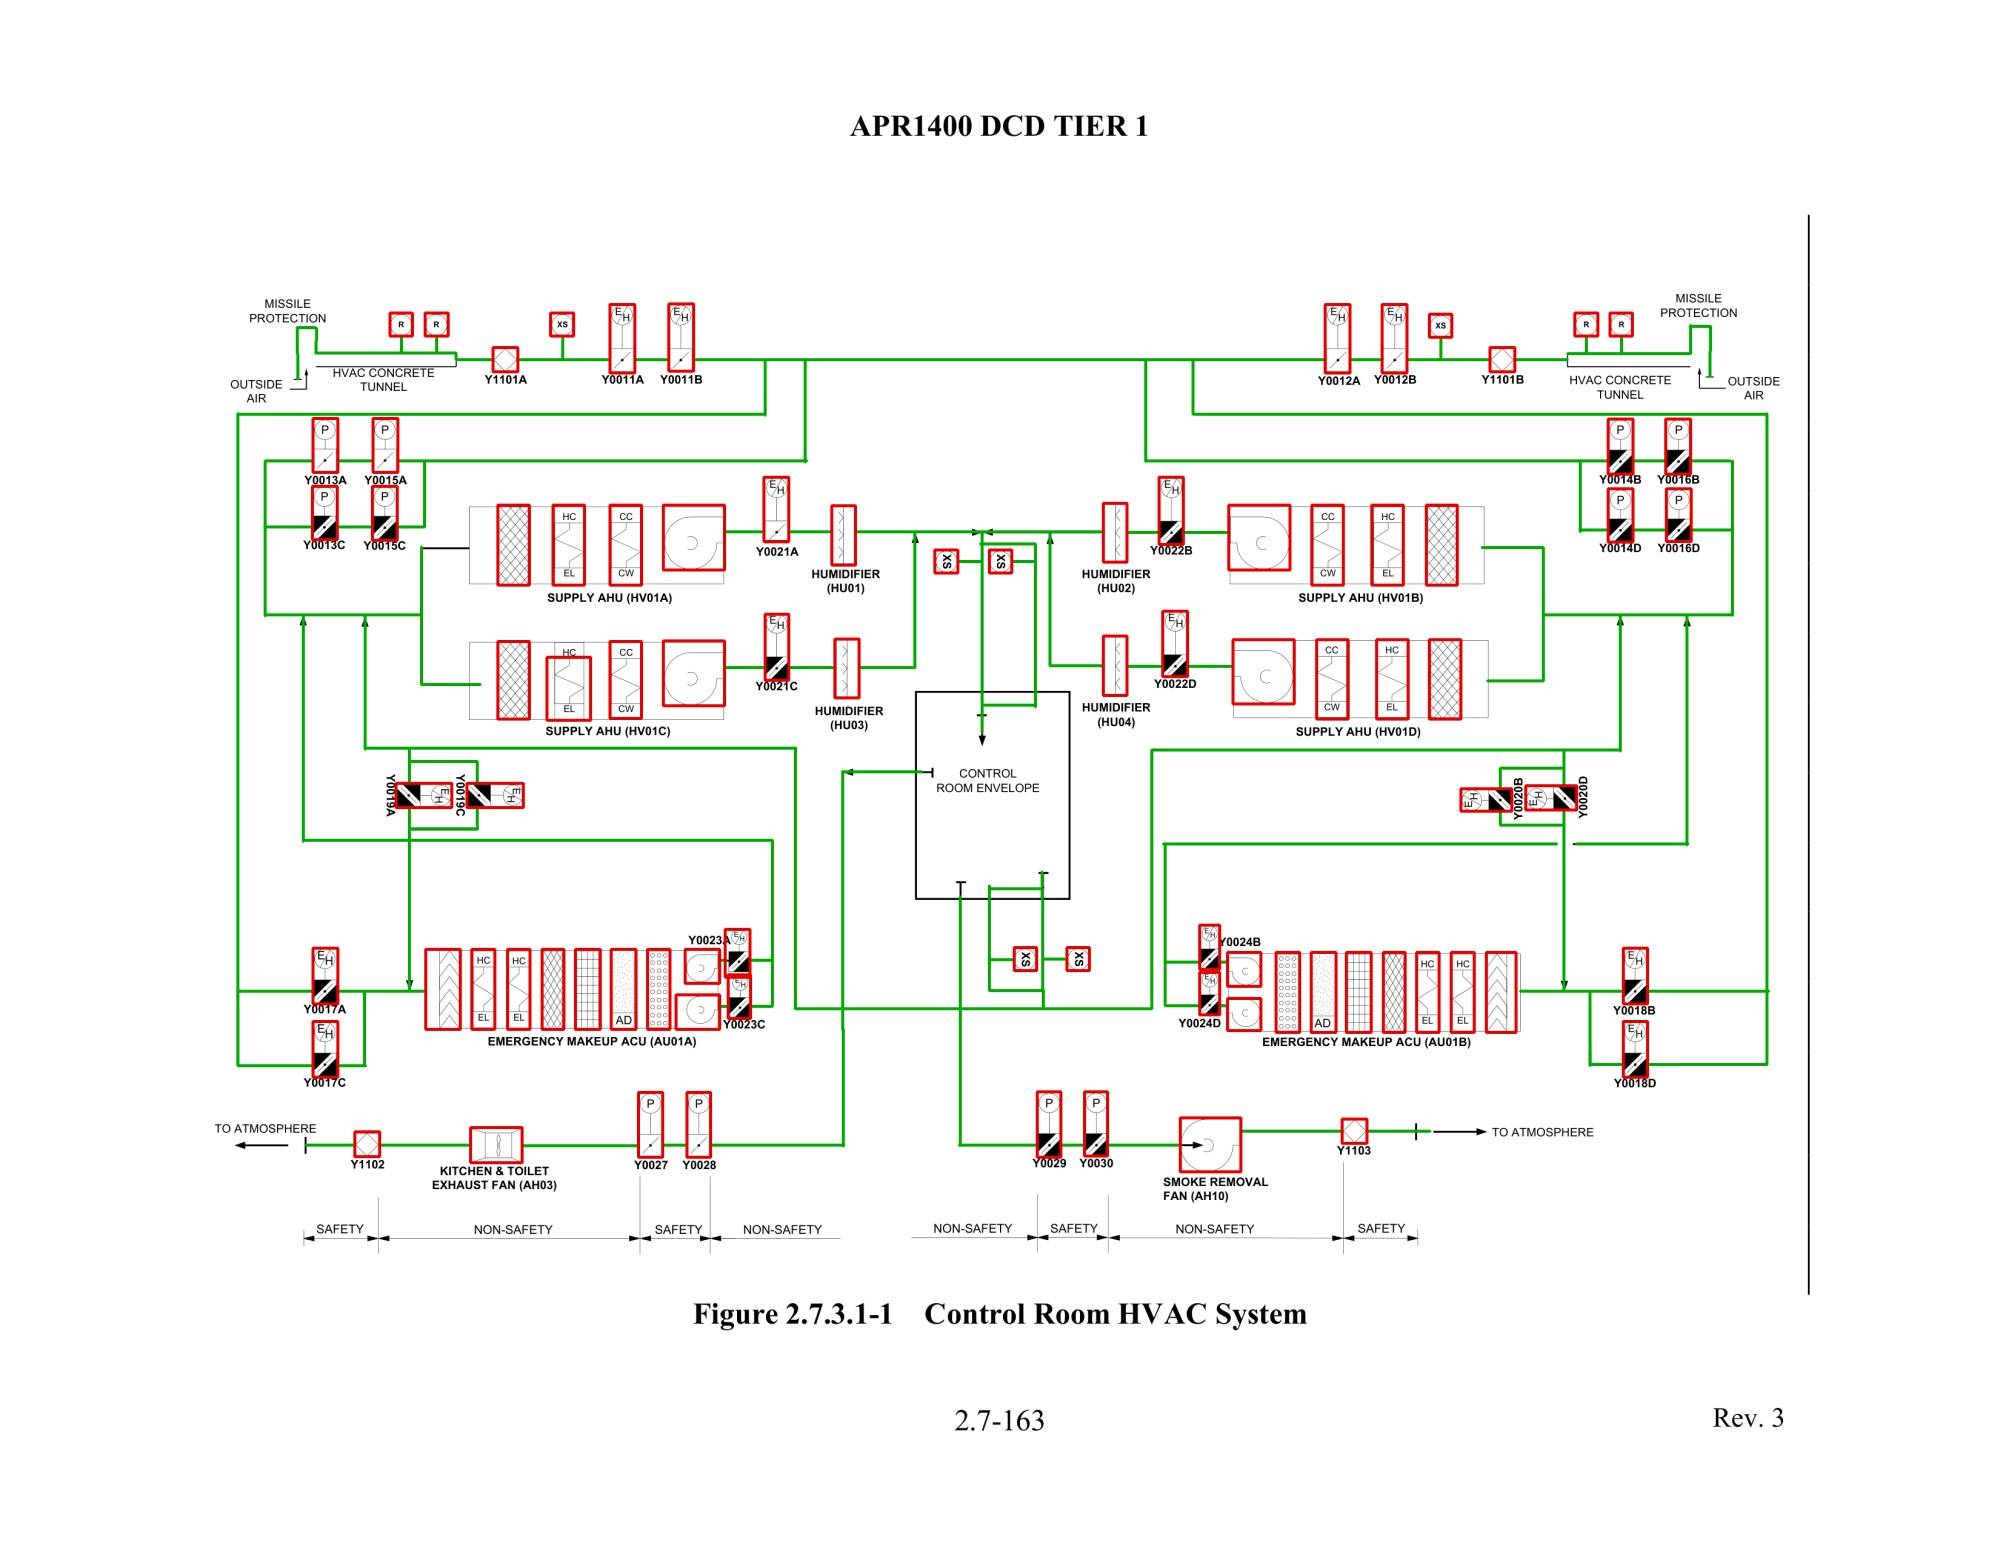 APR1400 DCD TIER 1
MISSILE
PROTECTION
R
R
XS
E/H
E/H
E/H
E/H
XS
R
R
MISSILE
PROTECTION
OUTSIDE
AIR
HVAC CONCRETE
TUNNEL
Y1101A
Y0011A
Y0011B
Y0012A
Y0012B
Y1101B
HVAC CONCRETE
TUNNEL
OUTSIDE
AIR
P
P
P
P
Y0013A
Y0015A
Y0014B
Y0016B
P
P
P
P
Y0013C
Y0015C
Y0014D
Y0016D
HC
EL
CC
CW
E/H
Y0021A
HUMIDIFIER
(HU01)
SUPPLY AHU (HV01A)
XS
XS
HUMIDIFIER
(HU02)
E/H
Y0022B
CC
CW
HC
EL
SUPPLY AHU (HV01B)
HC
EL
CC
CW
E/H
Y0021C
HUMIDIFIER
(HU03)
SUPPLY AHU (HV01C)
HUMIDIFIER
(HU04)
E/H
Y0022D
CC
CW
HC
EL
SUPPLY AHU (HV01D)
CONTROL
ROOM ENVELOPE
Y0019A
E/H
Y0019C
E/H
E/H
Y0020B
E/H
Y0020D
E/H
Y0017A
HC
EL
HC
EL
AD
Y0023A
E/H
E/H
Y0023C
EMERGENCY MAKEUP ACU (AU01A)
E/H
Y0017C
XS
XS
E/H
Y0024B
E/H
Y0024D
AD
HC
EL
HC
EL
EMERGENCY MAKEUP ACU (AU01B)
E/H
Y0018B
E/H
Y0018D
TO ATMOSPHERE
Y1102
KITCHEN & TOILET
EXHAUST FAN (AH03)
P
Y0027
P
Y0028
P
Y0029
P
Y0030
SMOKE REMOVAL
FAN (AH10)
Y1103
TO ATMOSPHERE
SAFETY
NON-SAFETY
SAFETY
NON-SAFETY
NON-SAFETY
SAFETY
NON-SAFETY
SAFETY
Figure 2.7.3.1-1 Control Room HVAC System
2.7-163
Rev. 3